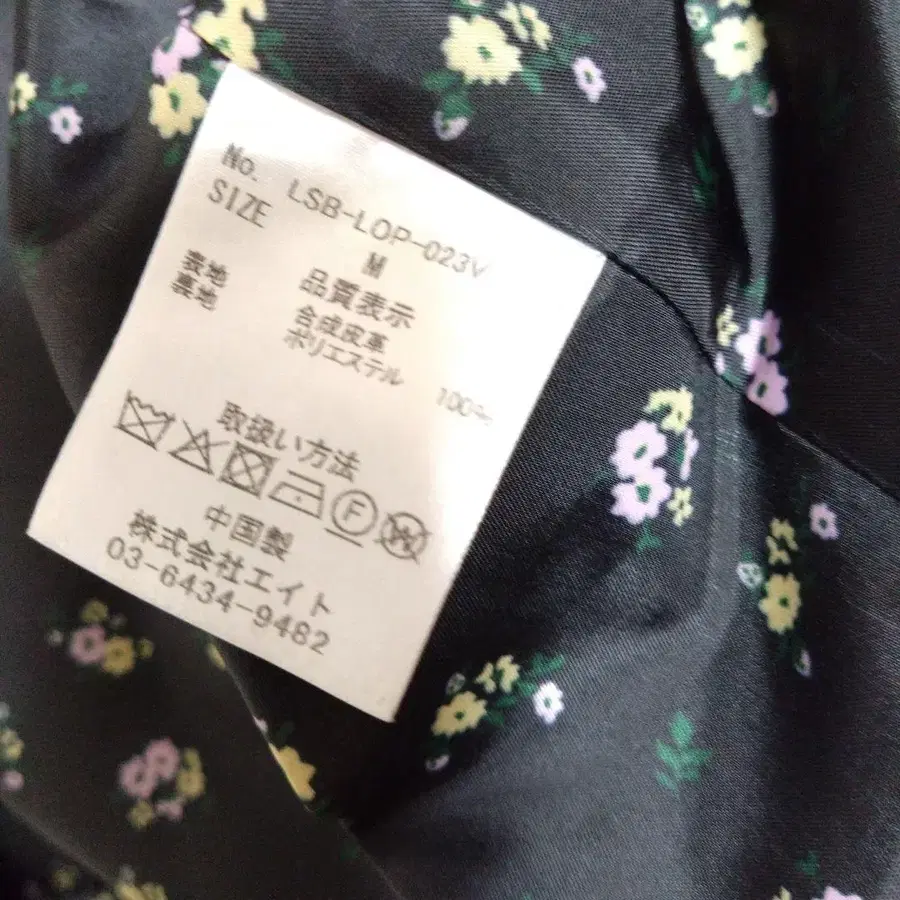 No. LSB-LOP-023V
SIZE M
品質表示
表地 合成皮革
裏地 ポリエステル 100%
取扱い方法
F W
中国製
株式会社エイト
03-6434-9482